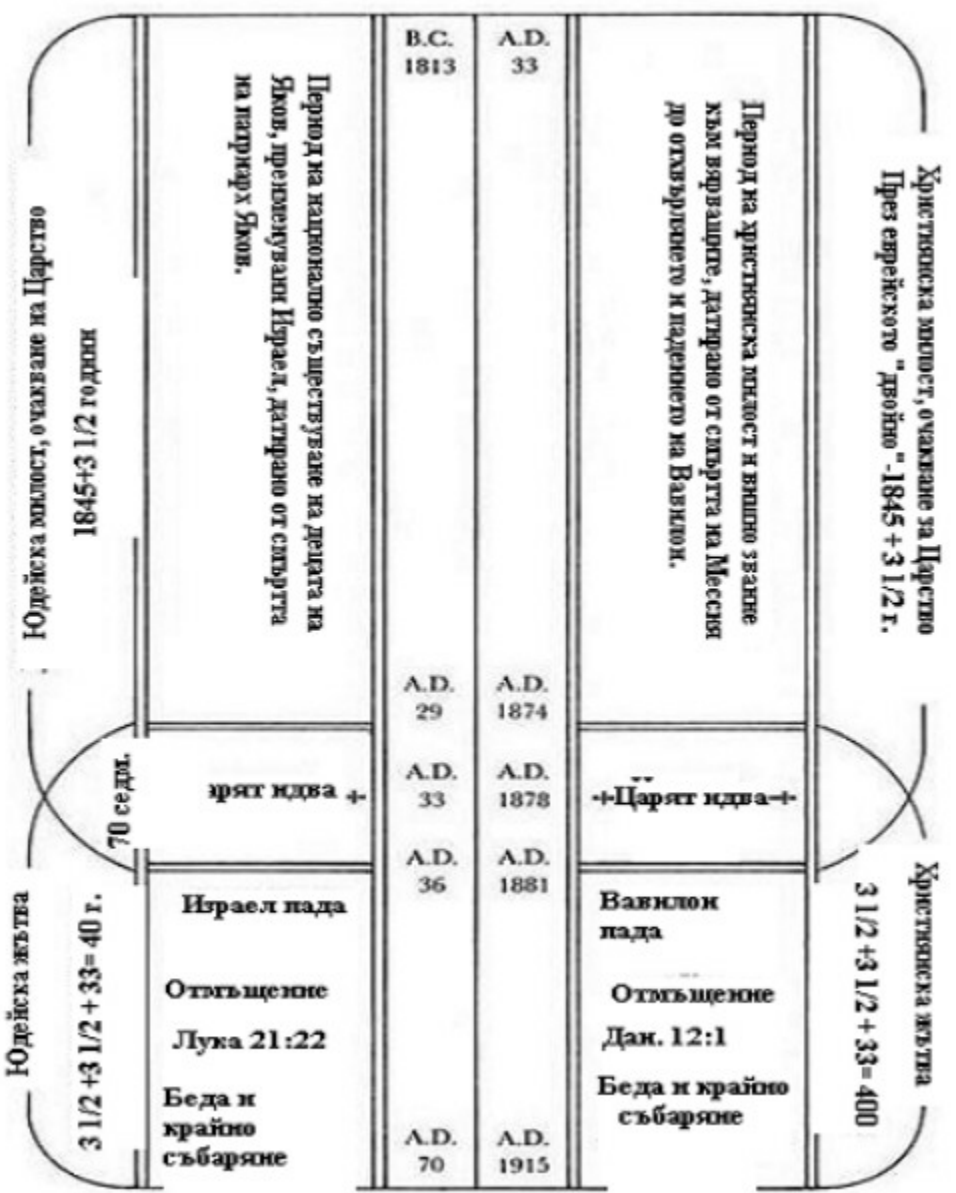 Юдейска милост, очакване на Царство
1845+3 1/2 години
Период на национално съществуване на децата на
Яков, преименувани Израел, датирано от смъртта
на патриарх Яков.
B.C.
1813
A.D.
33
Период на християнска милост и вишно звание
към вярващите, датирано от смъртта на Мессия
до отхвърлянето и падението на Вавилон.
Християнска милост, очакване за Царство
През еврейското "двойно"-1845 + 3 1/2 г.
A.D.
29
A.D.
1874
70 седм.
арят идва
A.D.
33
A.D.
1878
Царят идва
A.D.
36
A.D.
1881
Юдейска жътва
3 1/2 +3 1/2 + 33= 40 г.
Израел пада
Отмъщение
Лука 21:22
Беда и
крайно
събаряне
A.D.
70
A.D.
1915
Вавилон
пада
Отмъщение
Дан. 12:1
Беда и крайно
събаряне
Християнска жътва
3 1/2 +3 1/2 + 33= 400